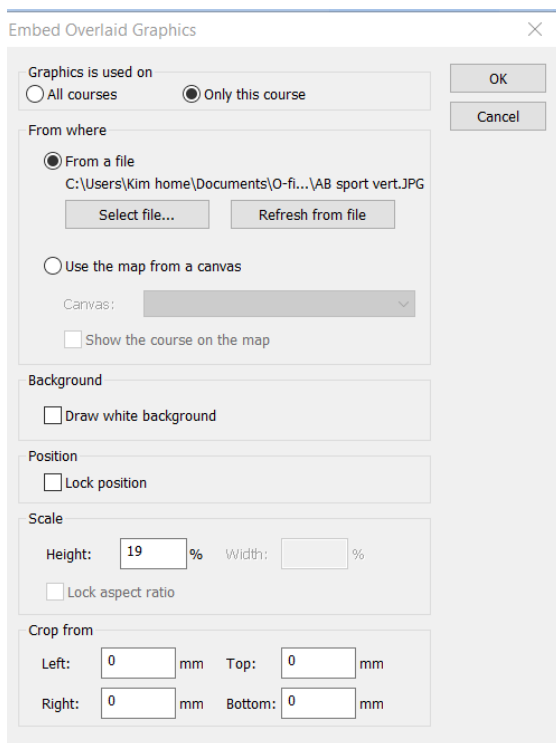 Embed Overlaid Graphics
Graphics is used on
All courses
Only this course
OK
Cancel
From where
From a file
C:\Users\Kim home\Documents\O-fi...\AB sport vert.JPG
Select file...
Refresh from file
Use the map from a canvas
Canvas:
Show the course on the map
Background
Draw white background
Position
Lock position
Scale
Height: 19 % Width: %
Lock aspect ratio
Crop from
Left: 0 mm Top: 0 mm
Right: 0 mm Bottom: 0 mm